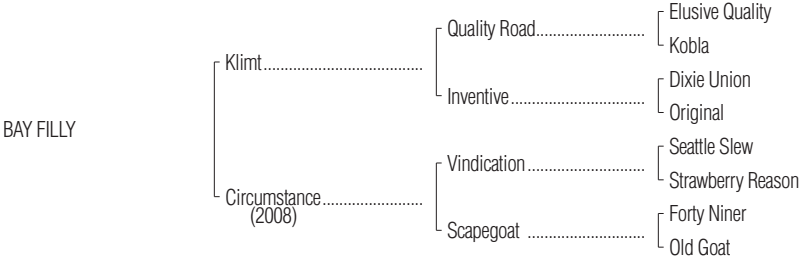 Elusive Quality
Quality Road..............................
Kobla
Klimt.............................................
Dixie Union
Inventive.....................................
Original
BAY FILLY
Seattle Slew
Vindication.................................
Strawberry Reason
Circumstance............................
(2008)
Forty Niner
Scapegoat .................................
Old Goat